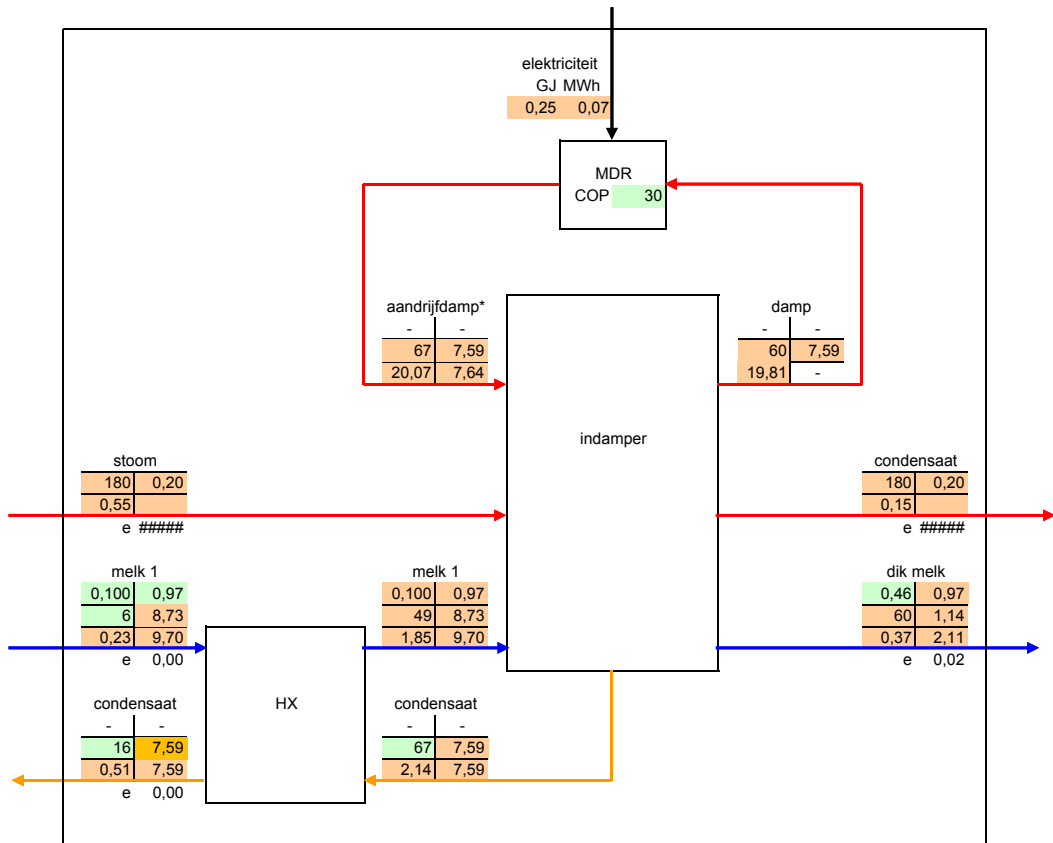 elektriciteit
GJ MWh
0,25 0,07
MDR
COP 30
aandrijfdamp*
- -
67 7,59
20,07 7,64
damp
- -
60 7,59
19,81 -
indamper
stoom
180 0,20
0,55
e #####
condensaat
180 0,20
0,15
e #####
melk 1
0,100 0,97
6 8,73
0,23 9,70
e 0,00
melk 1
0,100 0,97
49 8,73
1,85 9,70
dik melk
0,46 0,97
60 1,14
0,37 2,11
e 0,02
HX
condensaat
- -
16 7,59
0,51 7,59
e 0,00
condensaat
- -
67 7,59
2,14 7,59